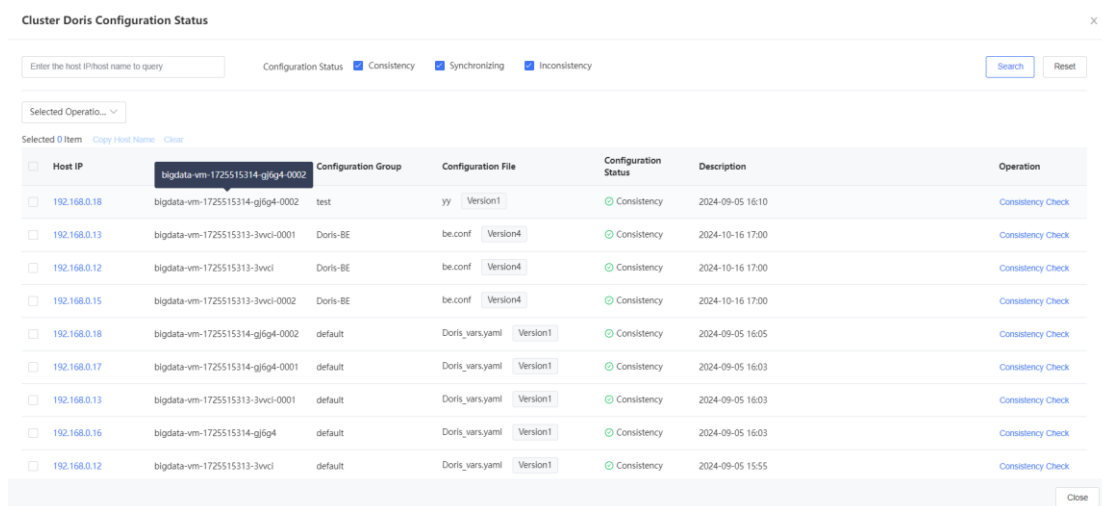 Cluster Doris Configuration Status
Enter the host IP/host name to query Configuration Status Consistency Synchronizing Inconsistency Search Reset
Selected Operatio...
Selected 0 Item Copy Host Name Clear
Host IP bigdata-vm-1725515314-gj6g4-0002 Configuration Group Configuration File Configuration Status Description Operation
192.168.0.18 bigdata-vm-1725515314-gj6g4-0002 test yy Version1 Consistency 2024-09-05 16:10 Consistency Check
192.168.0.13 bigdata-vm-1725515313-3vvci-0001 Doris-BE be.conf Version4 Consistency 2024-10-16 17:00 Consistency Check
192.168.0.12 bigdata-vm-1725515313-3vvci Doris-BE be.conf Version4 Consistency 2024-10-16 17:00 Consistency Check
192.168.0.15 bigdata-vm-1725515313-3vvci-0002 Doris-BE be.conf Version4 Consistency 2024-10-16 17:00 Consistency Check
192.168.0.18 bigdata-vm-1725515314-gj6g4-0002 default Doris_vars.yaml Version1 Consistency 2024-09-05 16:05 Consistency Check
192.168.0.17 bigdata-vm-1725515314-gj6g4-0001 default Doris_vars.yaml Version1 Consistency 2024-09-05 16:03 Consistency Check
192.168.0.13 bigdata-vm-1725515313-3vvci-0001 default Doris_vars.yaml Version1 Consistency 2024-09-05 16:03 Consistency Check
192.168.0.16 bigdata-vm-1725515314-gj6g4 default Doris_vars.yaml Version1 Consistency 2024-09-05 16:03 Consistency Check
192.168.0.12 bigdata-vm-1725515313-3vvci default Doris_vars.yaml Version1 Consistency 2024-09-05 15:55 Consistency Check
Close